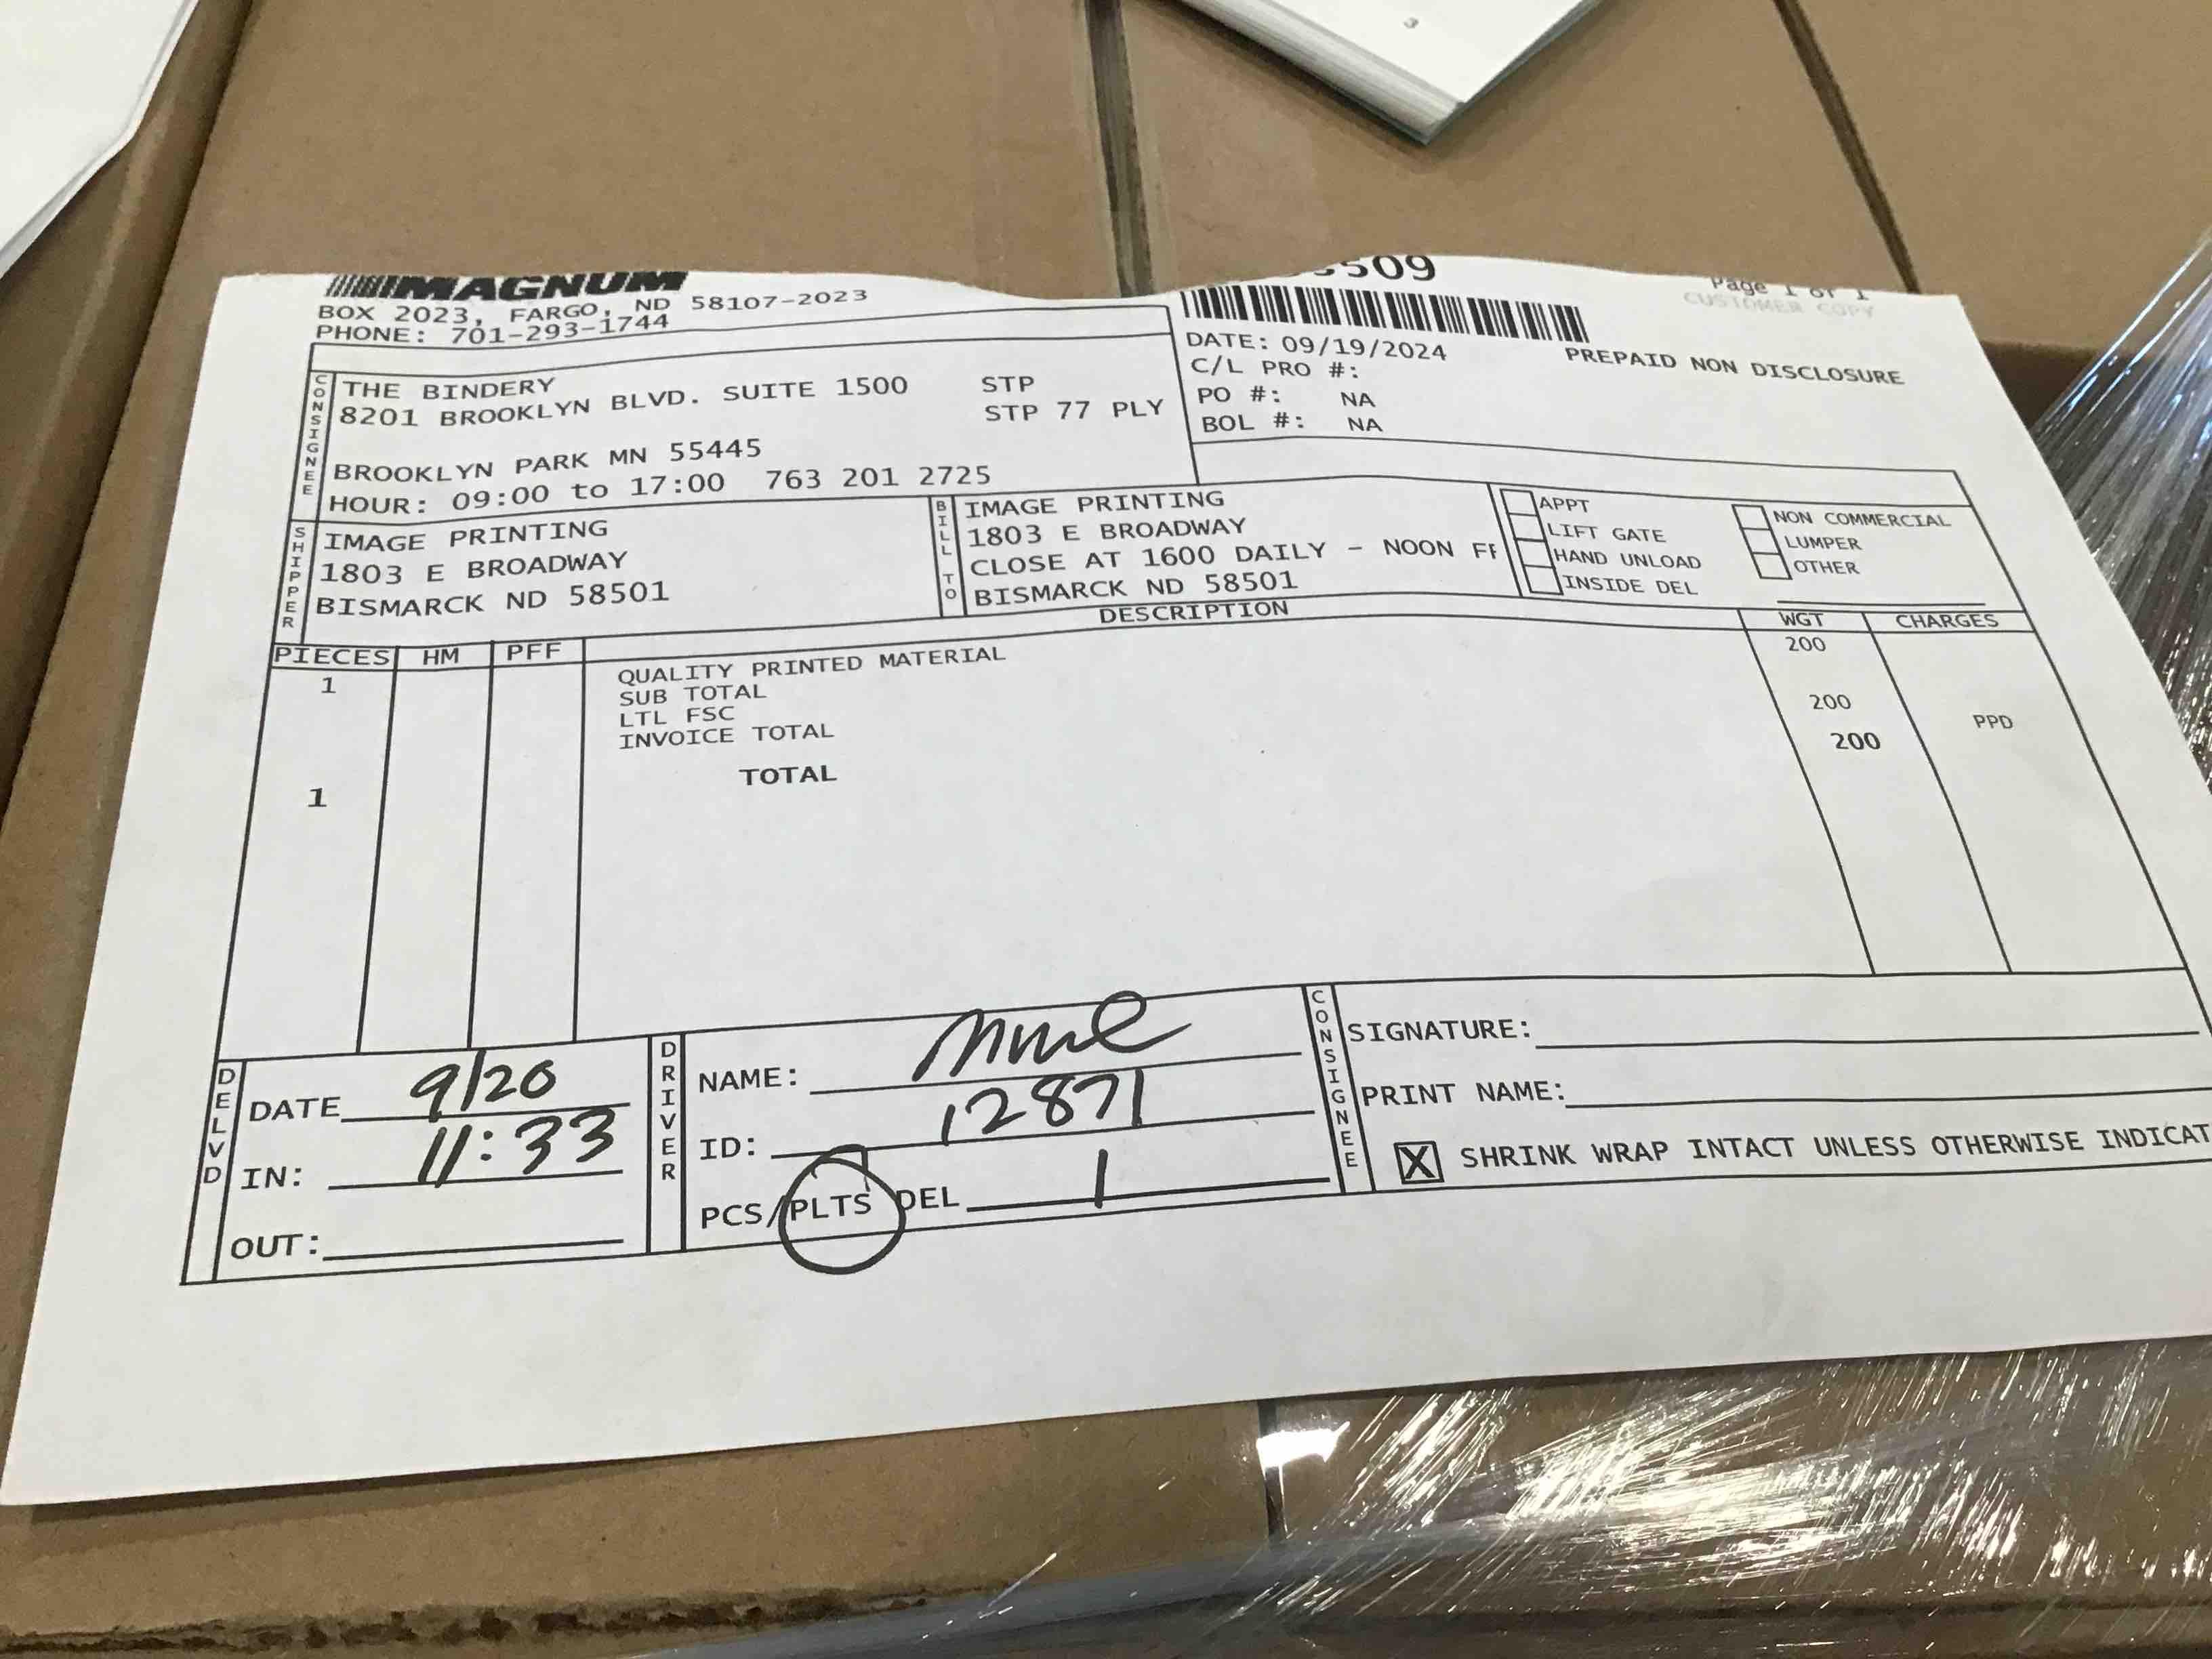 3
MAGNUM
BOX 2023, FARGO, ND 58107-2023
PHONE: 701-293-1744
509
Page 1 of 1
CUSTOMER COPY
DATE: 09/19/2024
PREPAID NON DISCLOSURE
C/L PRO #:
PO #: NA
BOL #: NA
CONSIGNEE
THE BINDERY STP
8201 BROOKLYN BLVD. SUITE 1500 STP 77 PLY
BROOKLYN PARK MN 55445
HOUR: 09:00 to 17:00 763 201 2725
SHIPPER
IMAGE PRINTING
1803 E BROADWAY
BISMARCK ND 58501
BILL TO
IMAGE PRINTING
1803 E BROADWAY
CLOSE AT 1600 DAILY - NOON FF
BISMARCK ND 58501
APPT
LIFT GATE
HAND UNLOAD
INSIDE DEL
NON COMMERCIAL
LUMPER
OTHER
PIECES HM PFF DESCRIPTION WGT CHARGES
1 QUALITY PRINTED MATERIAL 200
SUB TOTAL 200
LTL FSC
INVOICE TOTAL PPD
1 TOTAL 200
DELVD
DATE 9/20
IN: 11:33
OUT:
DRIVER
NAME:
ID: 12871
PCS/PLTS DEL 1
CONSIGNEE
SIGNATURE:
PRINT NAME:
X SHRINK WRAP INTACT UNLESS OTHERWISE INDICAT